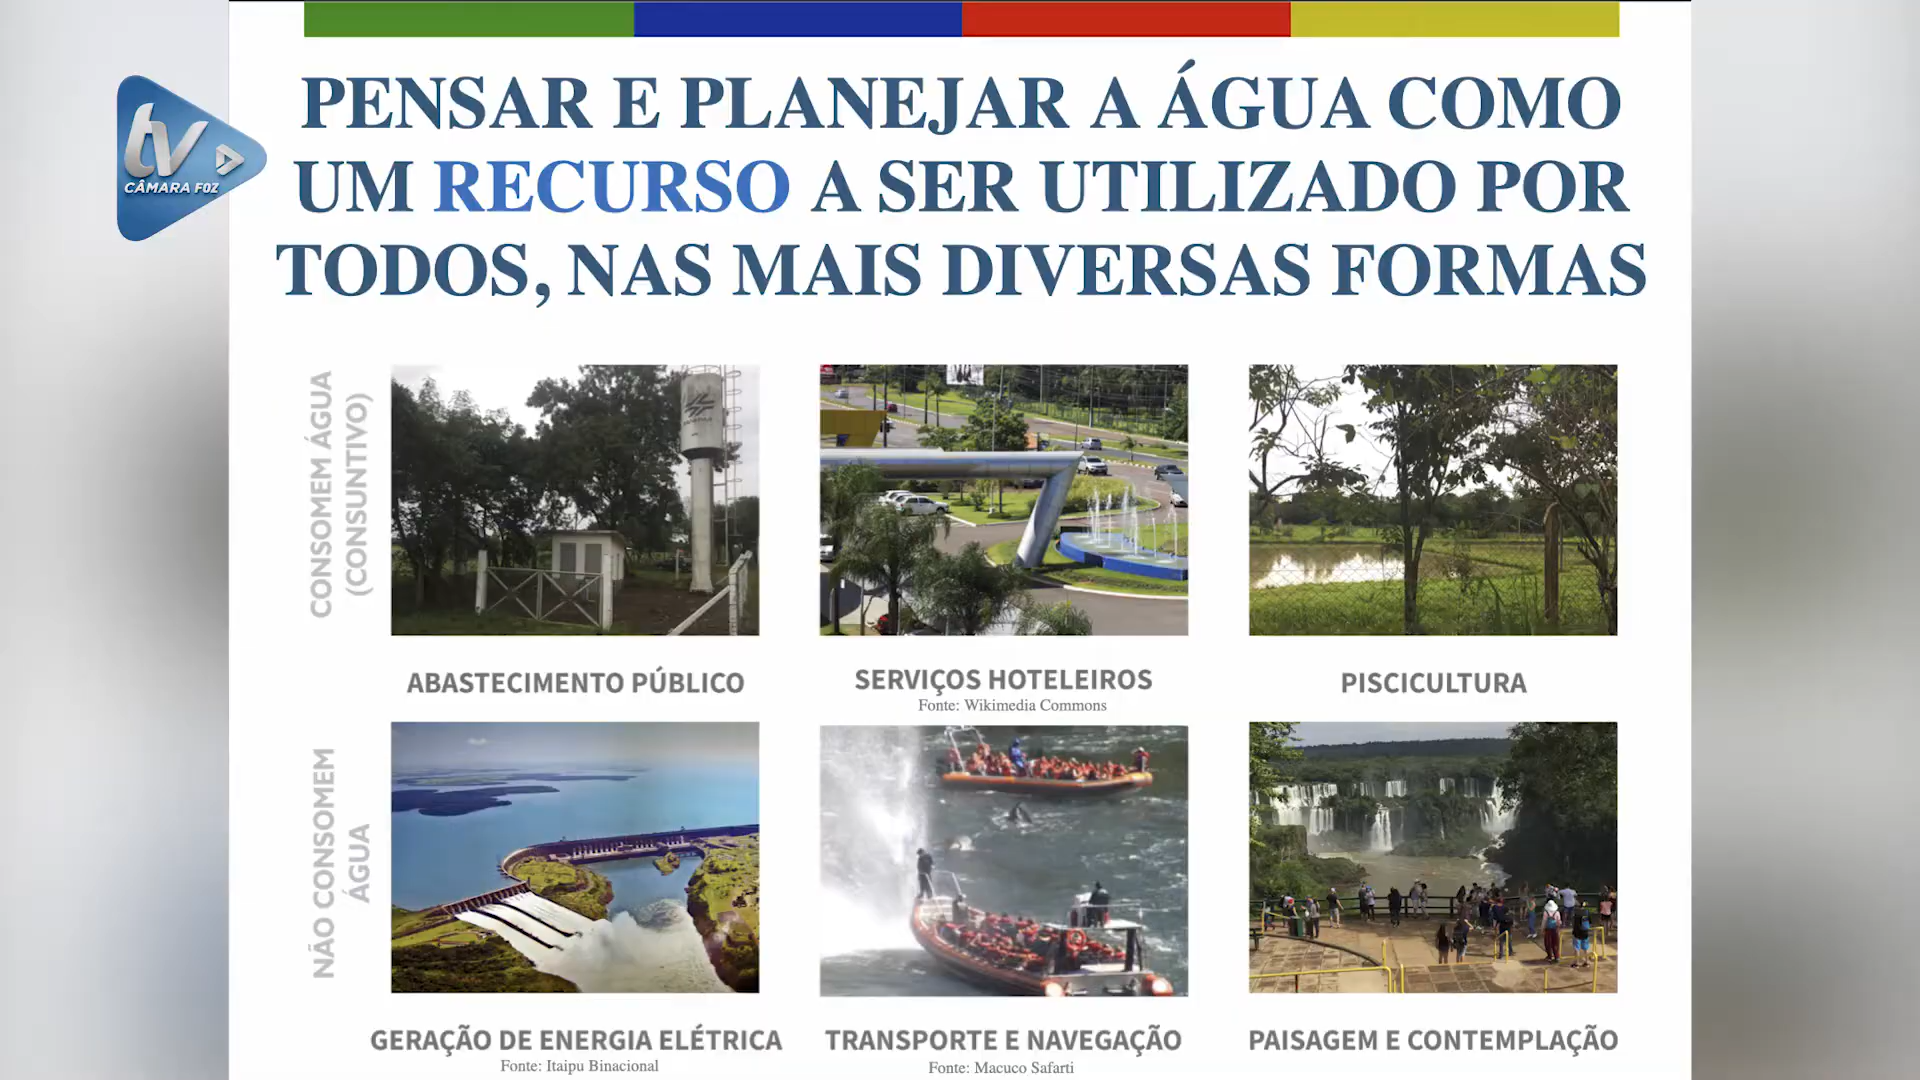 PENSAR E PLANEJAR A ÁGUA COMO
UM RECURSO A SER UTILIZADO POR
TODOS, NAS MAIS DIVERSAS FORMAS
tv
CÂMARA FOZ
CONSOMEM ÁGUA
(CONSUNTIVO)
ABASTECIMENTO PÚBLICO
SERVIÇOS HOTELEIROS
Fonte: Wikimedia Commons
PISCICULTURA
NÃO CONSOMEM
ÁGUA
GERAÇÃO DE ENERGIA ELÉTRICA
Fonte: Itaipu Binacional
TRANSPORTE E NAVEGAÇÃO
Fonte: Macuco Safarti
PAISAGEM E CONTEMPLAÇÃO